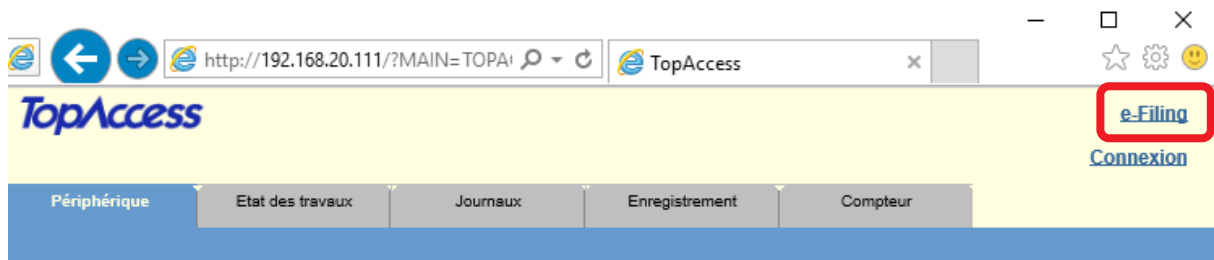 http://192.168.20.111/?MAIN=TOPA
TopAccess
TopAccess
e-Filing
Connexion
Périphérique
Etat des travaux
Journaux
Enregistrement
Compteur